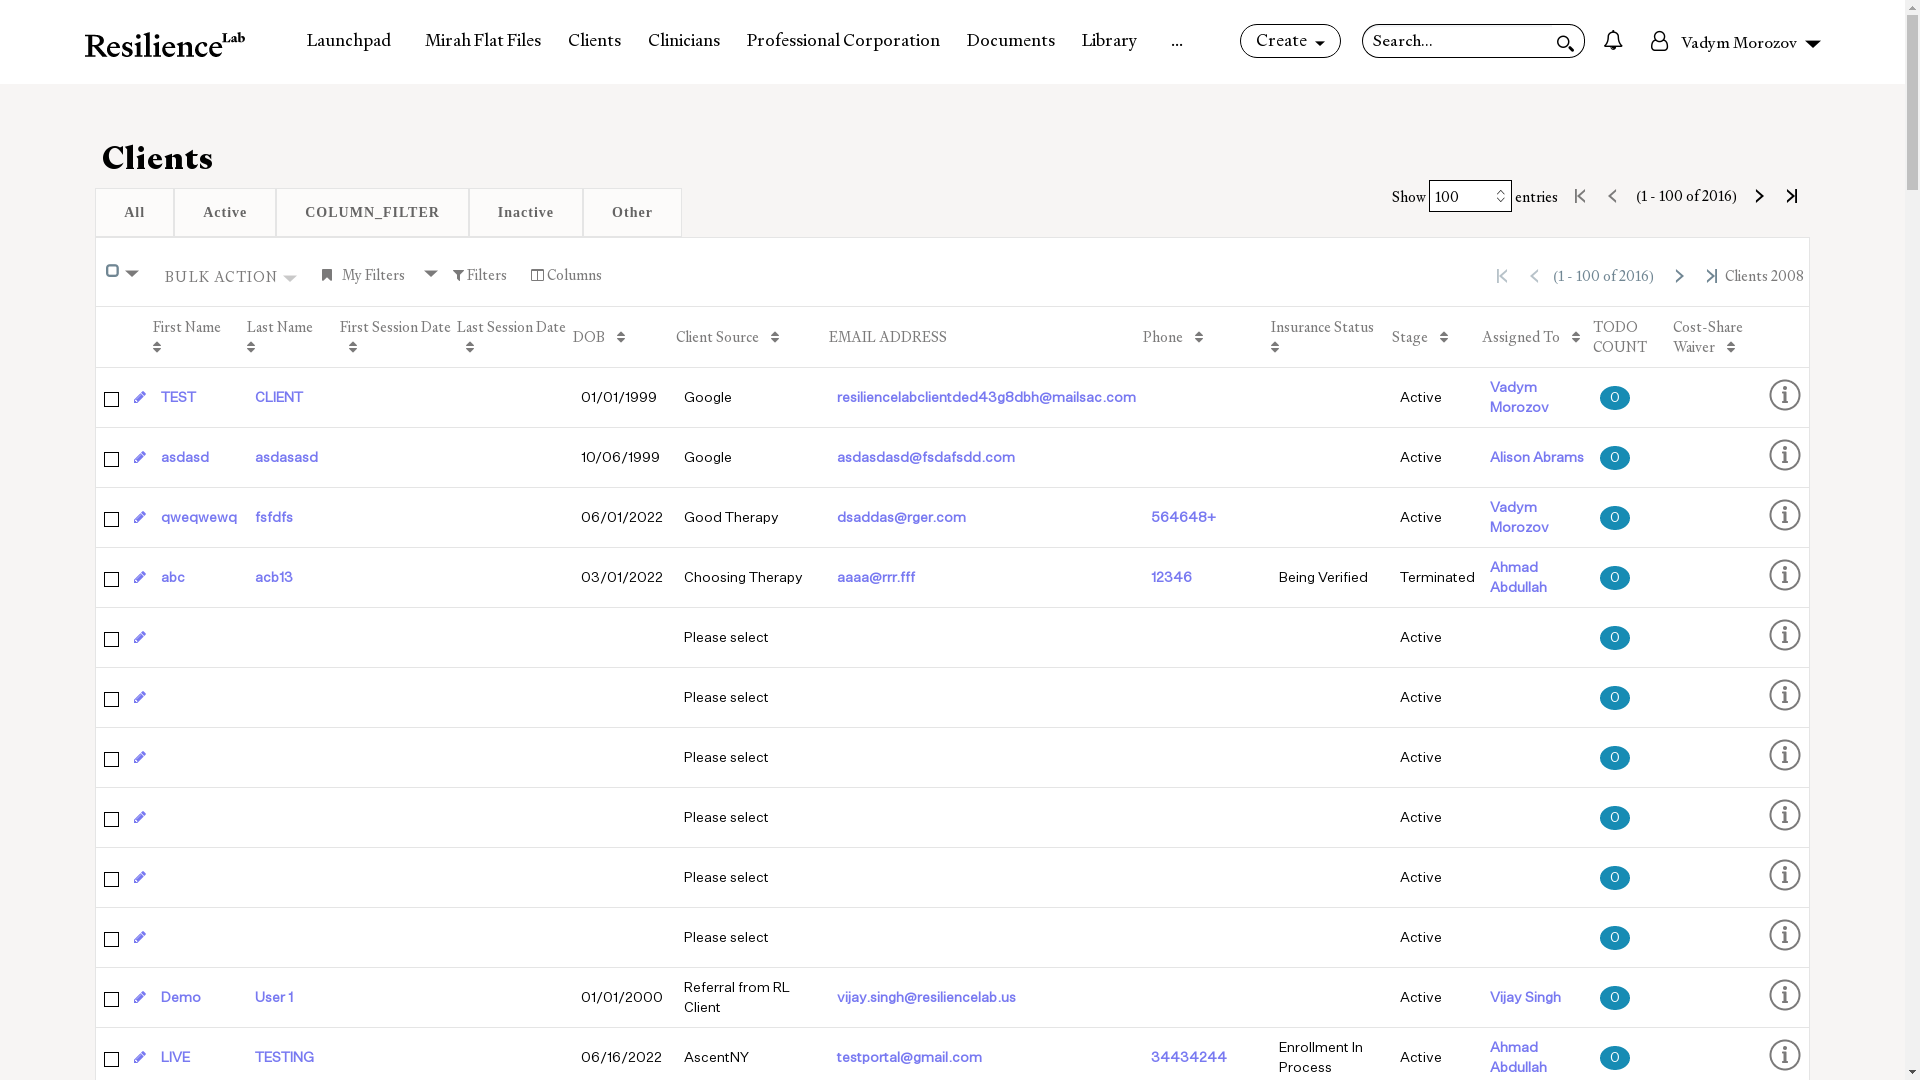 ResilienceLab Launchpad Mirah Flat Files Clients Clinicians Professional Corporation Documents Library ... Create Search... Vadym Morozov
Clients
All Active COLUMN_FILTER Inactive Other
Show 100 entries (1 - 100 of 2016)
BULK ACTION My Filters Filters Columns (1 - 100 of 2016) Clients 2008
First Name Last Name First Session Date Last Session Date DOB Client Source EMAIL ADDRESS Phone Insurance Status Stage Assigned To TODO COUNT Cost-Share Waiver
TEST CLIENT 01/01/1999 Google resiliencelabclientded43g8dbh@mailsac.com Active Vadym Morozov 0
asdasd asdasasd 10/06/1999 Google asdasdasd@fsdafsdd.com Active Alison Abrams 0
qweqwewq fsfdfs 06/01/2022 Good Therapy dsaddas@rger.com 564648+ Active Vadym Morozov 0
abc acb13 03/01/2022 Choosing Therapy aaaa@rrr.fff 12346 Being Verified Terminated Ahmad Abdullah 0
Please select Active 0
Please select Active 0
Please select Active 0
Please select Active 0
Please select Active 0
Please select Active 0
Demo User 1 01/01/2000 Referral from RL Client vijay.singh@resiliencelab.us Active Vijay Singh 0
LIVE TESTING 06/16/2022 AscentNY testportal@gmail.com 34434244 Enrollment In Process Active Ahmad Abdullah 0